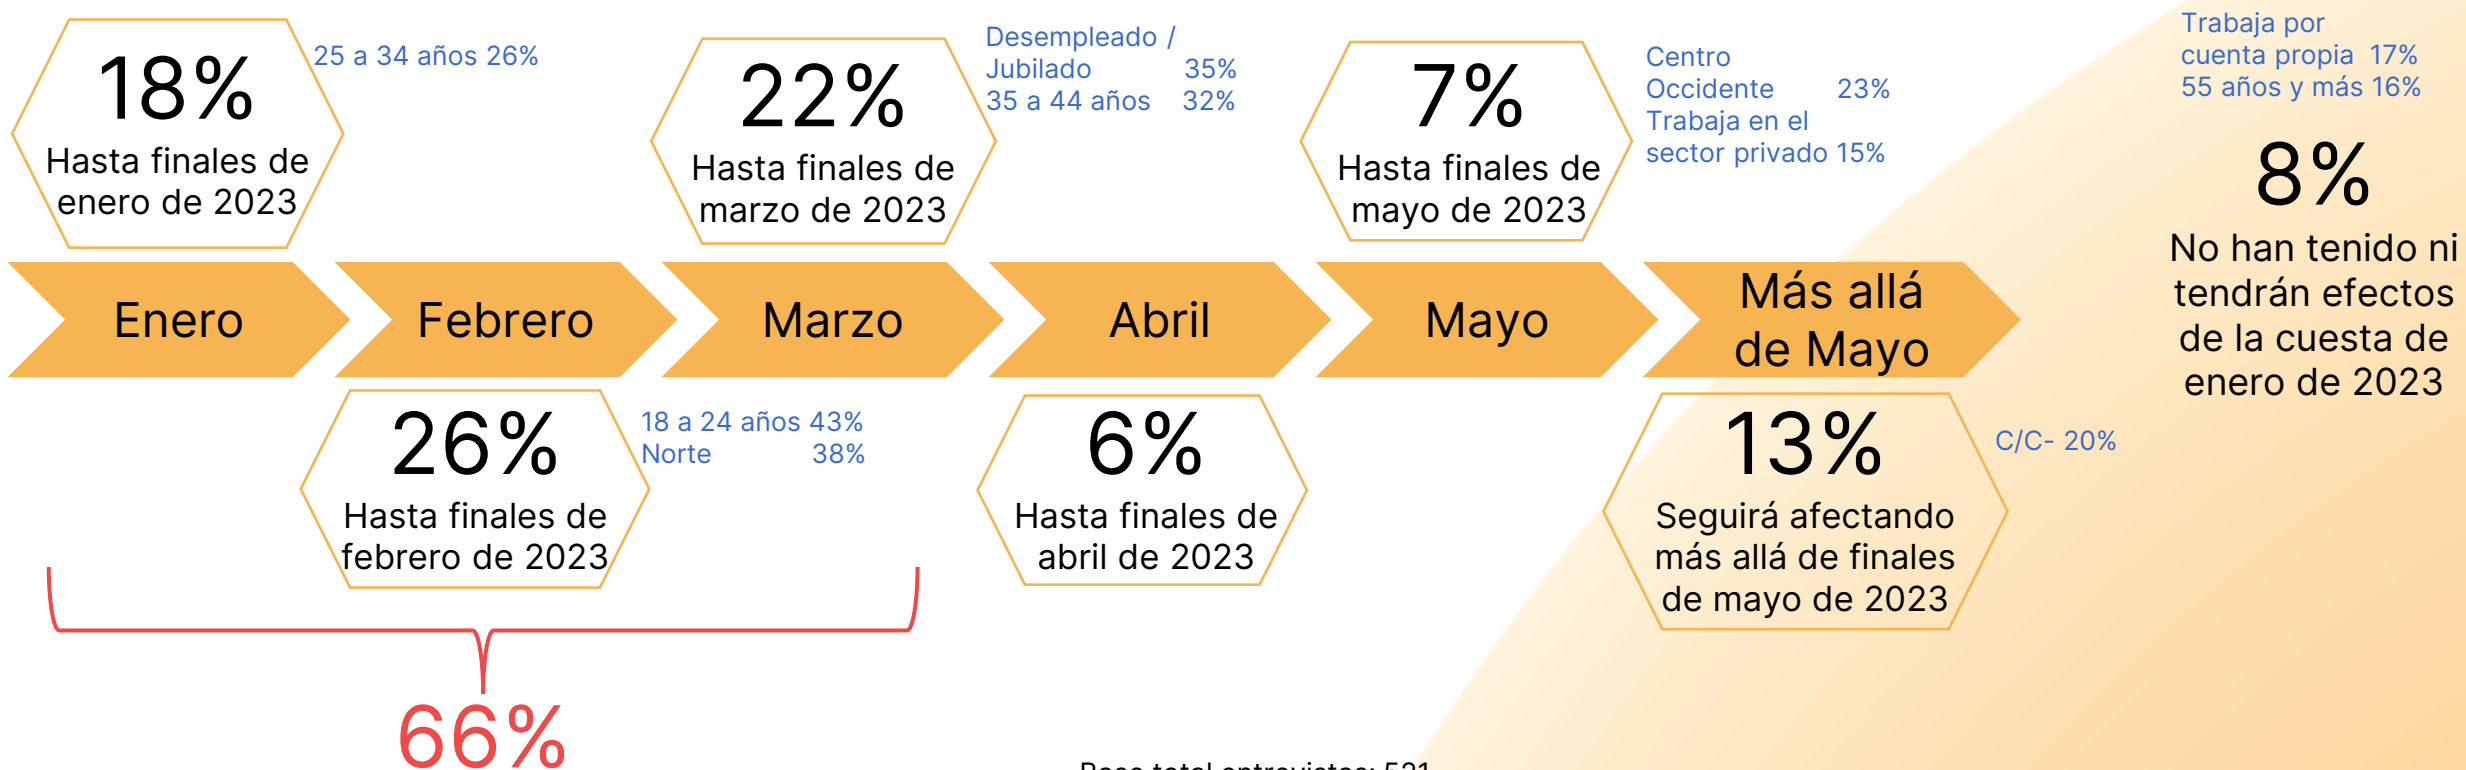 18%
Hasta finales de
enero de 2023
25 a 34 años 26%
22%
Hasta finales de
marzo de 2023
Desempleado /
Jubilado 35%
35 a 44 años 32%
7%
Hasta finales de
mayo de 2023
Centro
Occidente 23%
Trabaja en el
sector privado 15%
Trabaja por
cuenta propia 17%
55 años y más 16%
8%
No han tenido ni
tendrán efectos
de la cuesta de
enero de 2023
Enero
Febrero
Marzo
Abril
Mayo
Más allá
de Mayo
26%
Hasta finales de
febrero de 2023
18 a 24 años 43%
Norte 38%
6%
Hasta finales de
abril de 2023
13%
Seguirá afectando
más allá de finales
de mayo de 2023
C/C- 20%
66%
Base total entrevistas: 521